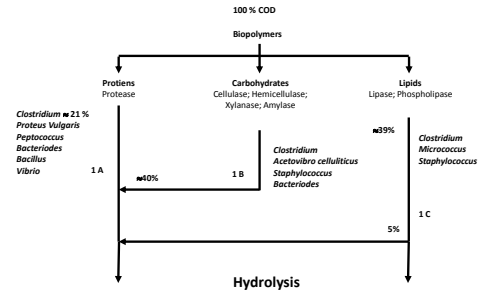 100 % COD
Biopolymers
Protiens
Protease
Carbohydrates
Cellulase; Hemicellulase;
Xylanase; Amylase
Lipids
Lipase; Phospholipase
Clostridium ≈ 21 %
Proteus Vulgaris
Peptococcus
Bacteriodes
Bacillus
Vibrio
1 A
≈40%
1 B
Clostridium
Acetovibro celluliticus
Staphylococcus
Bacteriodes
≈39%
Clostridium
Micrococcus
Staphylococcus
1 C
5%
Hydrolysis